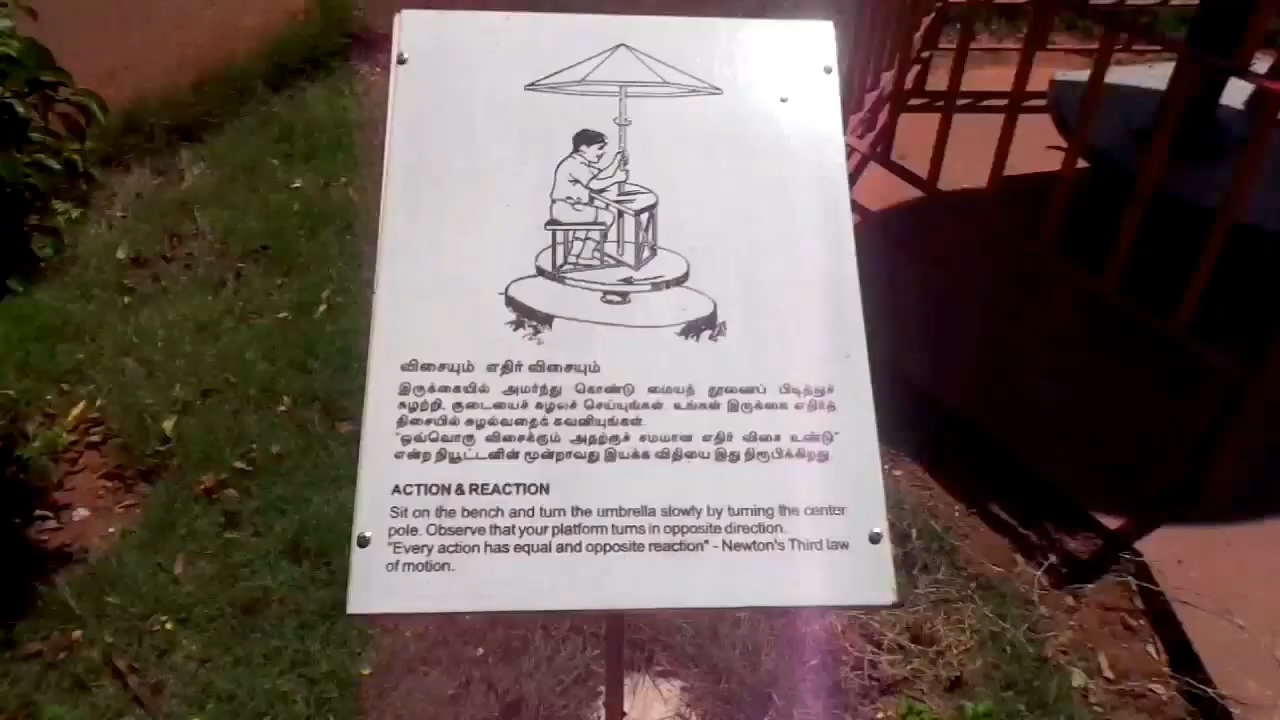 விசையும் எதிர் விசையும்
இருக்கையில் அமர்ந்து கொண்டு மையத் தூணைப் பிடித்துச்
சுழற்றி, குடையைச் சுழலச் செய்யுங்கள். உங்கள் இருக்கை எதிர்த்
திசையில் சுழல்வதைக் கவனியுங்கள்.
"ஒவ்வொரு விசைக்கும் அதற்குச் சமமான எதிர் விசை உண்டு"
என்ற நியூட்டனின் மூன்றாவது இயக்க விதியை இது நிரூபிக்கிறது.
ACTION & REACTION
Sit on the bench and turn the umbrella slowly by turning the center
pole. Observe that your platform turns in opposite direction.
"Every action has equal and opposite reaction" - Newton's Third law
of motion.